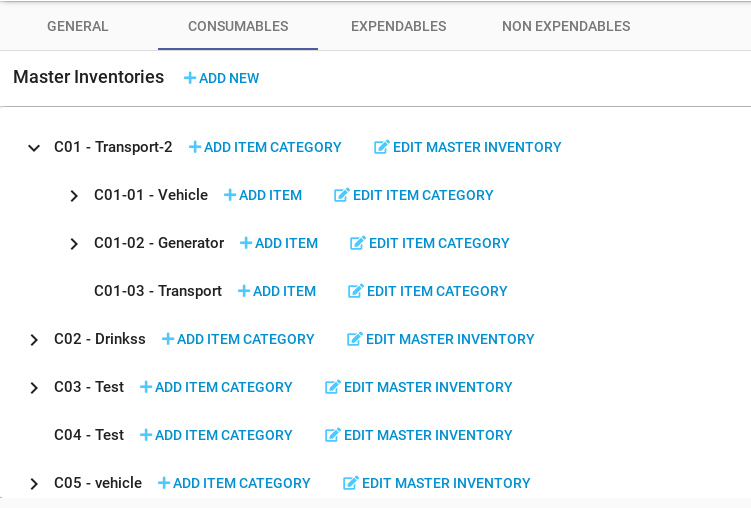 GENERAL CONSUMABLES EXPENDABLES NON EXPENDABLES
Master Inventories ADD NEW
C01 - Transport-2 ADD ITEM CATEGORY EDIT MASTER INVENTORY
C01-01 - Vehicle ADD ITEM EDIT ITEM CATEGORY
C01-02 - Generator ADD ITEM EDIT ITEM CATEGORY
C01-03 - Transport ADD ITEM EDIT ITEM CATEGORY
C02 - Drinkss ADD ITEM CATEGORY EDIT MASTER INVENTORY
C03 - Test ADD ITEM CATEGORY EDIT MASTER INVENTORY
C04 - Test ADD ITEM CATEGORY EDIT MASTER INVENTORY
C05 - vehicle ADD ITEM CATEGORY EDIT MASTER INVENTORY